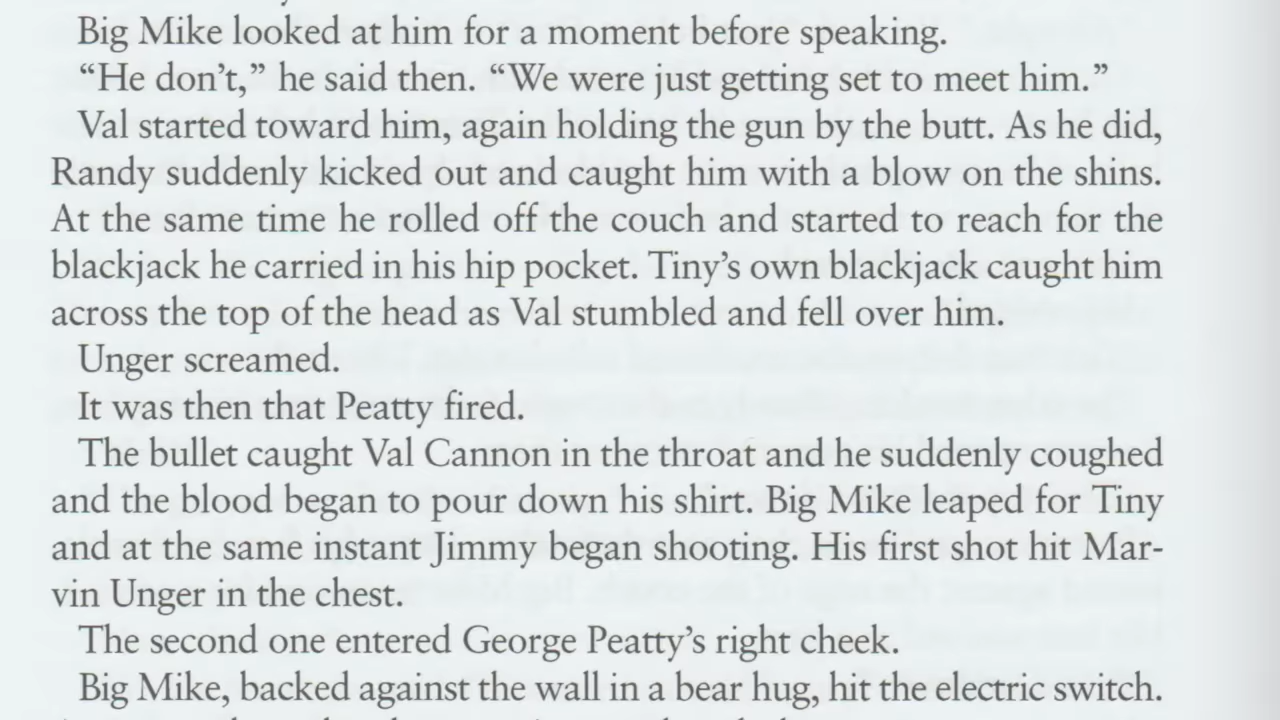 Big Mike looked at him for a moment before speaking.
“He don’t,” he said then. “We were just getting set to meet him.”
Val started toward him, again holding the gun by the butt. As he did,
Randy suddenly kicked out and caught him with a blow on the shins.
At the same time he rolled off the couch and started to reach for the
blackjack he carried in his hip pocket. Tiny’s own blackjack caught him
across the top of the head as Val stumbled and fell over him.
Unger screamed.
It was then that Peatty fired.
The bullet caught Val Cannon in the throat and he suddenly coughed
and the blood began to pour down his shirt. Big Mike leaped for Tiny
and at the same instant Jimmy began shooting. His first shot hit Mar-
vin Unger in the chest.
The second one entered George Peatty’s right cheek.
Big Mike, backed against the wall in a bear hug, hit the electric switch.